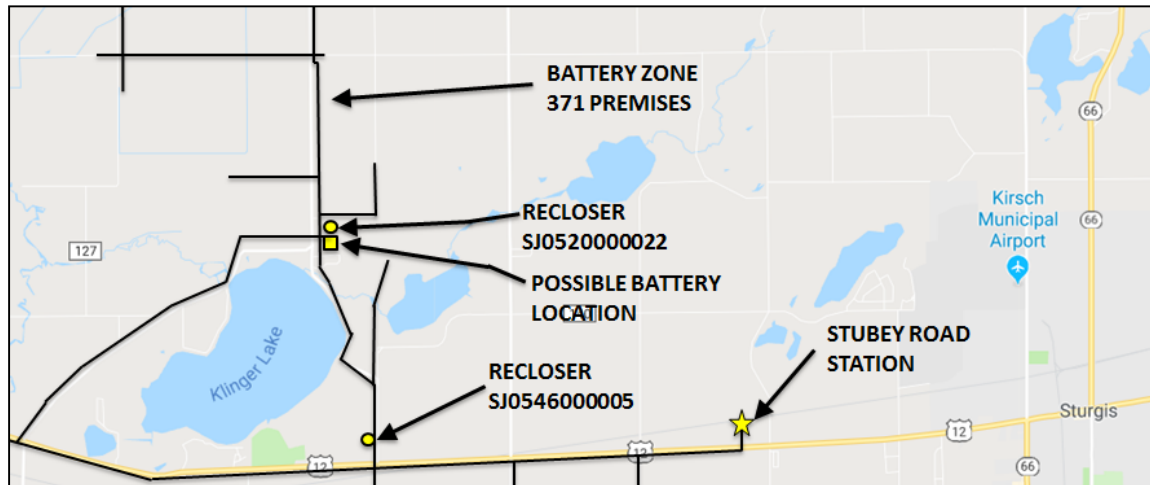 BATTERY ZONE
371 PREMISES
66
Kirsch
Municipal
Airport
RECLOSER
SJ0520000022
66
127
POSSIBLE BATTERY
LOCATION
STUBEY ROAD
STATION
Klinger Lake
RECLOSER
SJ0546000005
Sturgis
12
12
12
66